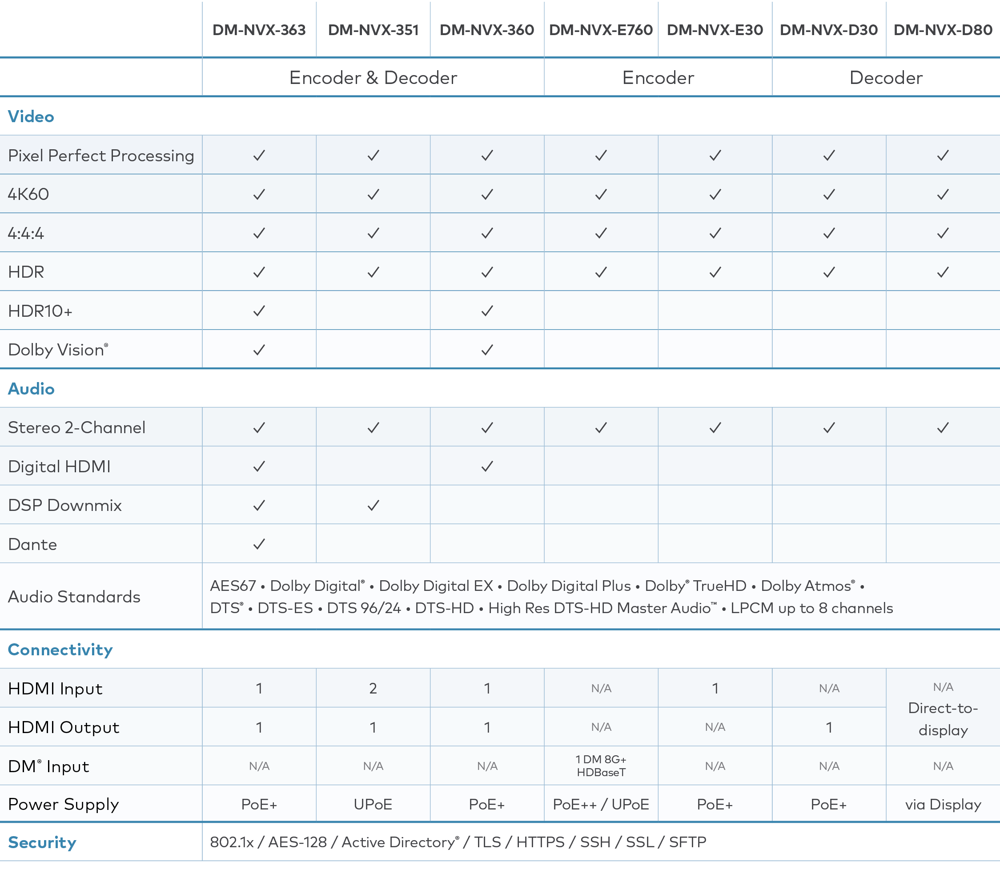 DM-NVX-363 DM-NVX-351 DM-NVX-360 DM-NVX-E760 DM-NVX-E30 DM-NVX-D30 DM-NVX-D80
Encoder & Decoder Encoder Decoder
Video
Pixel Perfect Processing ✓ ✓ ✓ ✓ ✓ ✓ ✓
4K60 ✓ ✓ ✓ ✓ ✓ ✓ ✓
4:4:4 ✓ ✓ ✓ ✓ ✓ ✓ ✓
HDR ✓ ✓ ✓ ✓ ✓ ✓ ✓
HDR10+ ✓ ✓
Dolby Vision® ✓ ✓
Audio
Stereo 2-Channel ✓ ✓ ✓ ✓ ✓ ✓ ✓
Digital HDMI ✓ ✓
DSP Downmix ✓ ✓
Dante ✓
Audio Standards
AES67 • Dolby Digital® • Dolby Digital EX • Dolby Digital Plus • Dolby® TrueHD • Dolby Atmos® •
DTS® • DTS-ES • DTS 96/24 • DTS-HD • High Res DTS-HD Master Audio™ • LPCM up to 8 channels
Connectivity
HDMI Input 1 2 1 N/A 1 N/A N/A
Direct-to-
display
HDMI Output 1 1 1 N/A N/A 1
DM® Input N/A N/A N/A 1 DM 8G+
HDBaseT N/A N/A N/A
Power Supply PoE+ UPoE PoE+ PoE++ / UPoE PoE+ PoE+ via Display
Security 802.1x / AES-128 / Active Directory® / TLS / HTTPS / SSH / SSL / SFTP